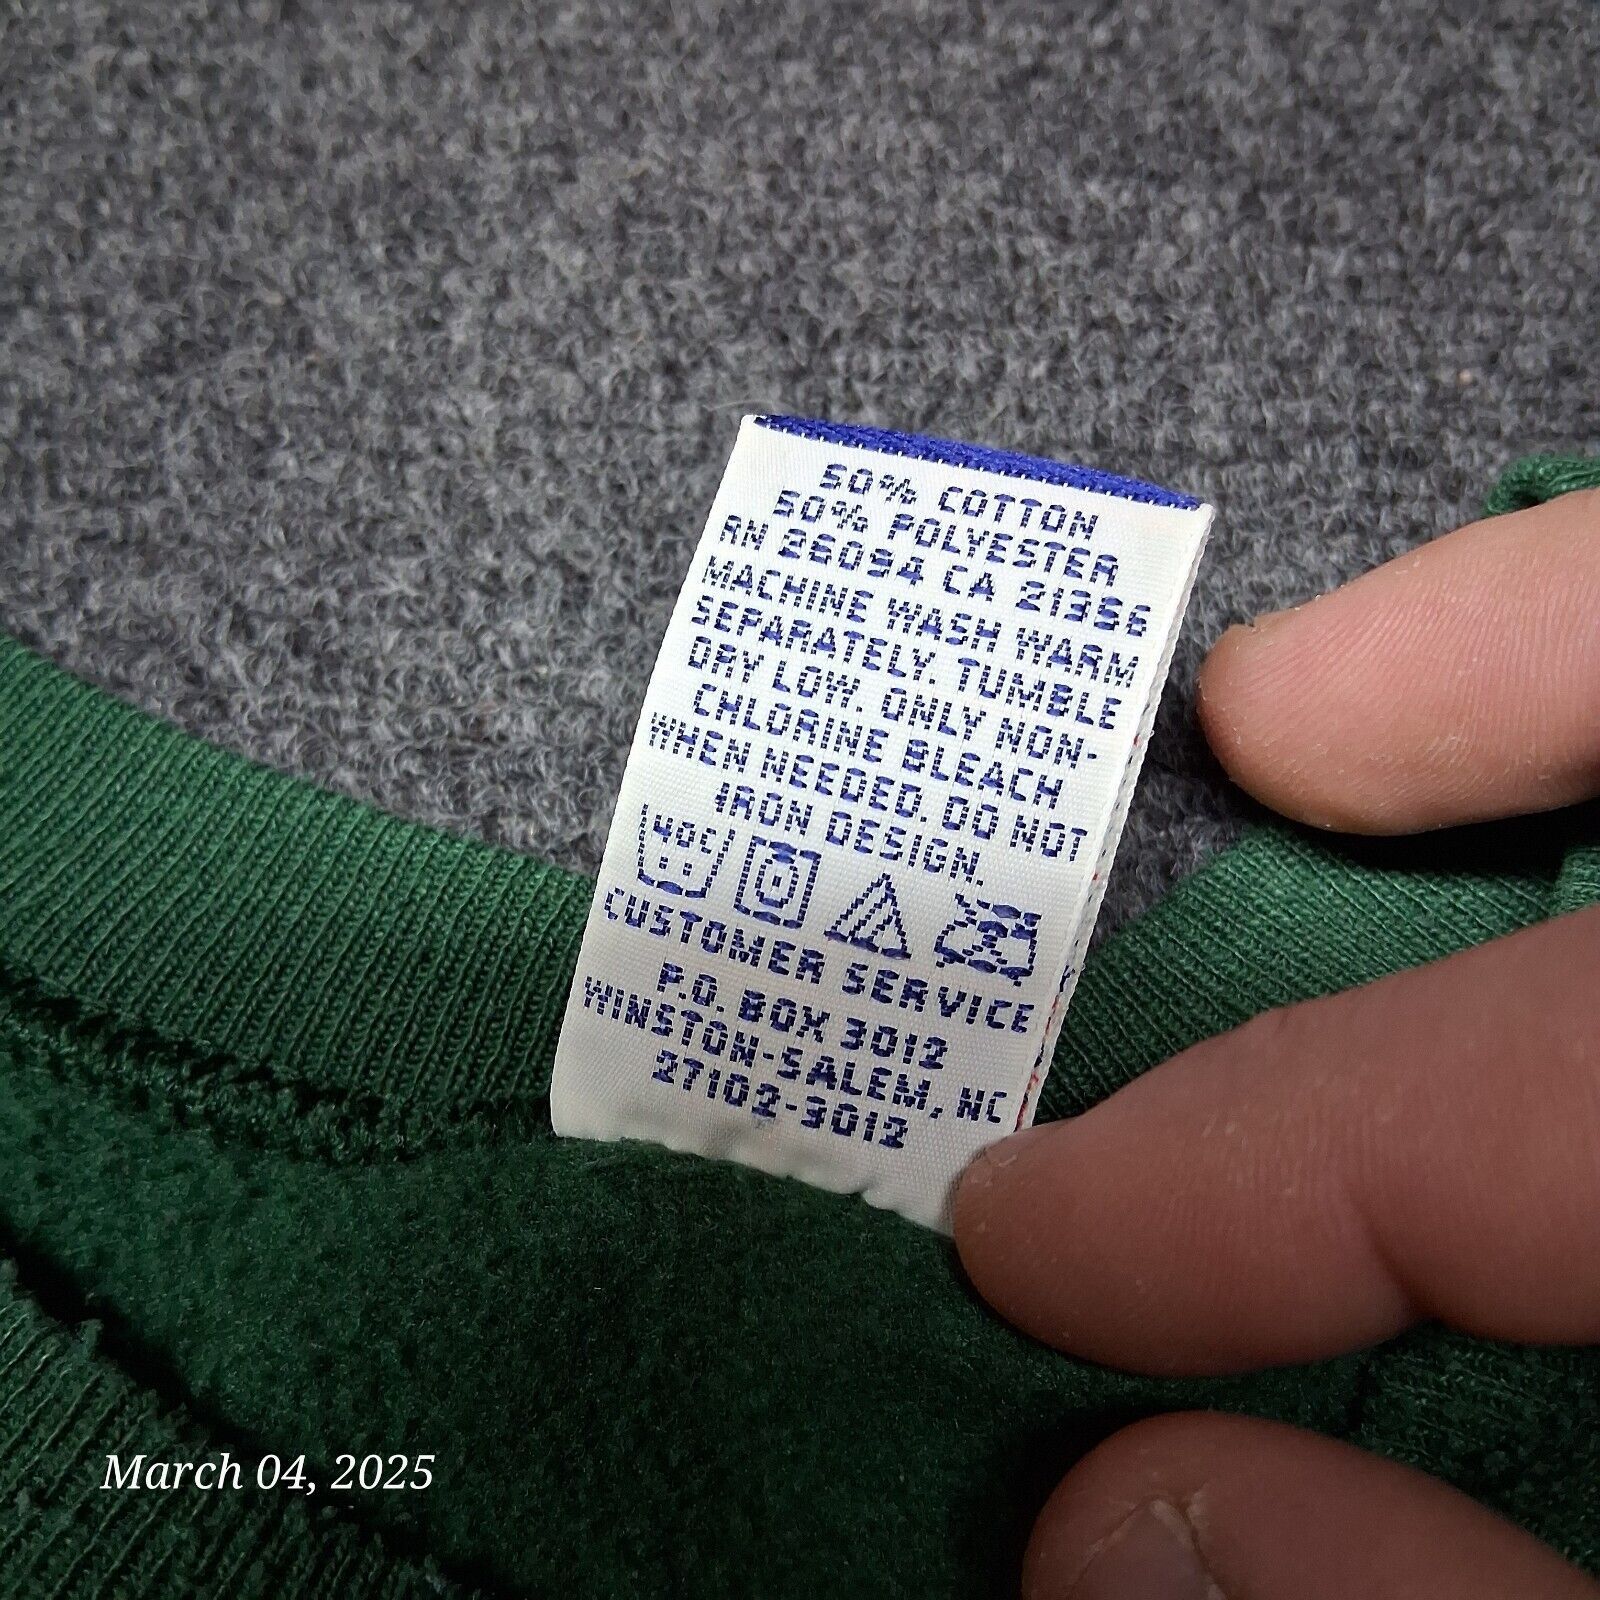 50% COTTON
50% POLYESTER
RN 26094 CA 21356
MACHINE WASH WARM
SEPARATELY. TUMBLE
DRY LOW. ONLY NON-
CHLORINE BLEACH
WHEN NEEDED. DO NOT
IRON DESIGN.
40C
CUSTOMER SERVICE
P.O. BOX 3012
WINSTON-SALEM, NC
27102-3012
March 04, 2025